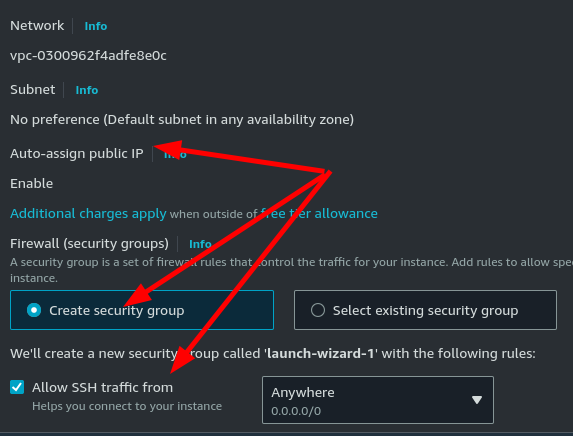 Network Info
vpc-0300962f4adfe8e0c
Subnet Info
No preference (Default subnet in any availability zone)
Auto-assign public IP Info
Enable
Additional charges apply when outside of free tier allowance
Firewall (security groups) Info
A security group is a set of firewall rules that control the traffic for your instance. Add rules to allow spe
instance.
Create security group
Select existing security group
We'll create a new security group called 'launch-wizard-1' with the following rules:
Allow SSH traffic from
Helps you connect to your instance
Anywhere
0.0.0.0/0